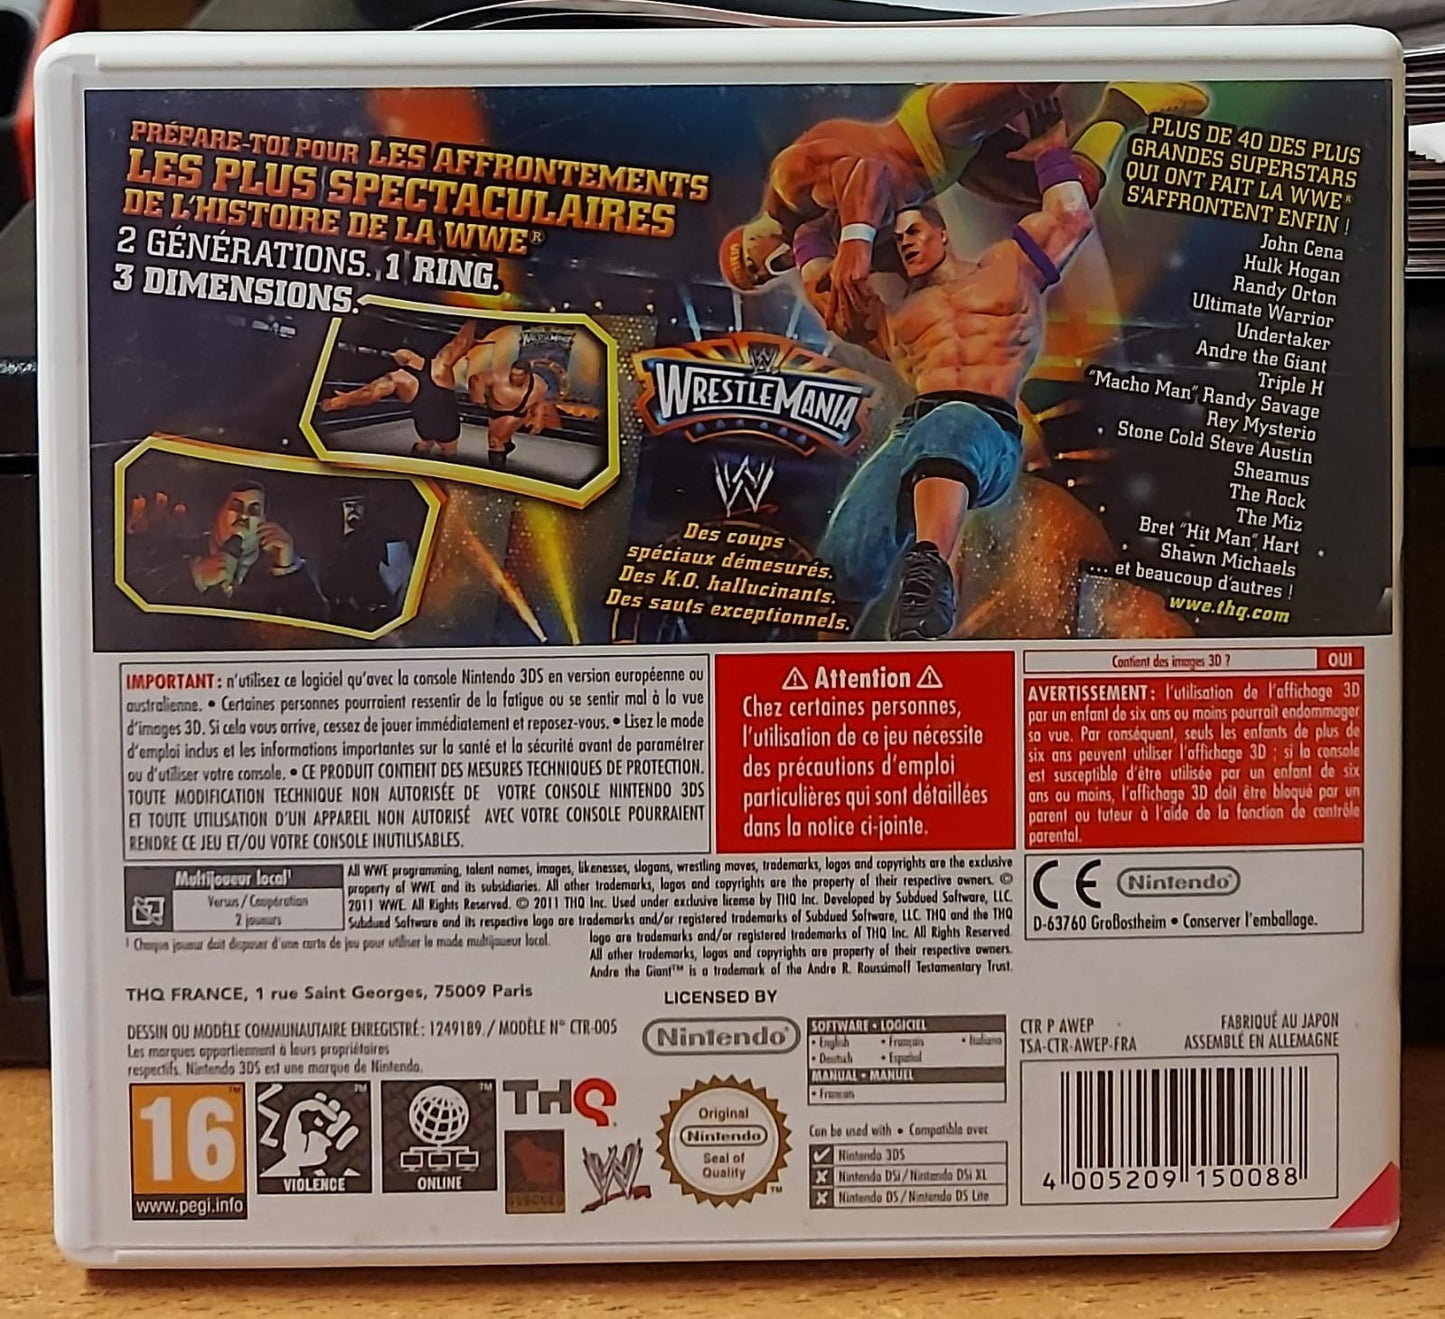 PRÉPARE-TOI POUR LES AFFRONTEMENTS
LES PLUS SPECTACULAIRES
DE L'HISTOIRE DE LA WWE®
2 GÉNÉRATIONS. 1 RING.
3 DIMENSIONS.
WRESTLEMANIA
W
Des coups
spéciaux démesurés.
Des K.O. hallucinants.
Des sauts exceptionnels.
PLUS DE 40 DES PLUS
GRANDES SUPERSTARS
QUI ONT FAIT LA WWE®
S'AFFRONTENT ENFIN !
John Cena
Hulk Hogan
Randy Orton
Ultimate Warrior
Undertaker
Andre the Giant
Triple H
"Macho Man" Randy Savage
Rey Mysterio
Stone Cold Steve Austin
Sheamus
The Rock
The Miz
Bret "Hit Man" Hart
Shawn Michaels
... et beaucoup d'autres !
www.thq.com
IMPORTANT : n'utilisez ce logiciel qu'avec la console Nintendo 3DS en version européenne ou
australienne. • Certaines personnes pourraient ressentir de la fatigue ou se sentir mal à la vue
d'images 3D. Si cela vous arrive, cessez de jouer immédiatement et reposez-vous. • Lisez le mode
d'emploi inclus et les informations importantes sur la santé et la sécurité avant de paramétrer
ou d'utiliser votre console. • CE PRODUIT CONTIENT DES MESURES TECHNIQUES DE PROTECTION.
TOUTE MODIFICATION TECHNIQUE NON AUTORISÉE DE VOTRE CONSOLE NINTENDO 3DS
ET TOUTE UTILISATION D'UN APPAREIL NON AUTORISÉ AVEC VOTRE CONSOLE POURRAIENT
RENDRE CE JEU ET/OU VOTRE CONSOLE INUTILISABLES.
⚠ Attention ⚠
Chez certaines personnes,
l'utilisation de ce jeu nécessite
des précautions d'emploi
particulières qui sont détaillées
dans la notice ci-jointe.
Contient des images 3D ? OUI
AVERTISSEMENT : l'utilisation de l'affichage 3D
par un enfant de six ans ou moins pourrait endommager
sa vue. Par conséquent, seuls les enfants de plus de
six ans peuvent utiliser l'affichage 3D ; si la console
est susceptible d'être utilisée par un enfant de six
ans ou moins, l'affichage 3D doit être bloqué par un
parent ou tuteur à l'aide de la fonction de contrôle
parental.
Multijoueur local¹
Versus / Coopération
2 joueurs
¹ Chaque joueur doit disposer d'une carte de jeu pour utiliser le mode multijoueur local.
All WWE programming, talent names, images, likenesses, slogans, wrestling moves, trademarks, logos and copyrights are the exclusive
property of WWE and its subsidiaries. All other trademarks, logos and copyrights are the property of their respective owners. ©
2011 WWE. All Rights Reserved. © 2011 THQ Inc. Used under exclusive license by THQ Inc. Developed by Subdued Software, LLC.
Subdued Software and its respective logo are trademarks and/or registered trademarks of Subdued Software, LLC. THQ and the THQ
logo are trademarks and/or registered trademarks of THQ Inc. All Rights Reserved.
All other trademarks, logos and copyrights are property of their respective owners.
Andre the Giant™ is a trademark of the Andre R. Roussimoff Testamentary Trust.
CE Nintendo®
D-63760 Großostheim • Conserver l'emballage.
THQ FRANCE, 1 rue Saint Georges, 75009 Paris
DESSIN OU MODÈLE COMMUNAUTAIRE ENREGISTRÉ : 1249189. / MODÈLE N° CTR-005
Les marques appartiennent à leurs propriétaires
respectifs. Nintendo 3DS est une marque de Nintendo.
LICENSED BY
Nintendo®
SOFTWARE • LOGICIEL
• English • Français • Italiano
• Deutsch • Español
MANUAL • MANUEL
• Français
CTR P AWEP
TSA-CTR-AWEP-FRA
FABRIQUÉ AU JAPON
ASSEMBLÉ EN ALLEMAGNE
16
www.pegi.info
VIOLENCE
ONLINE
THQ
SUBDUED
W
Original
Nintendo
Seal of
Quality
Can be used with • Compatible avec
Nintendo 3DS
Nintendo DSi / Nintendo DSi XL
Nintendo DS / Nintendo DS Lite
4 005209 150088